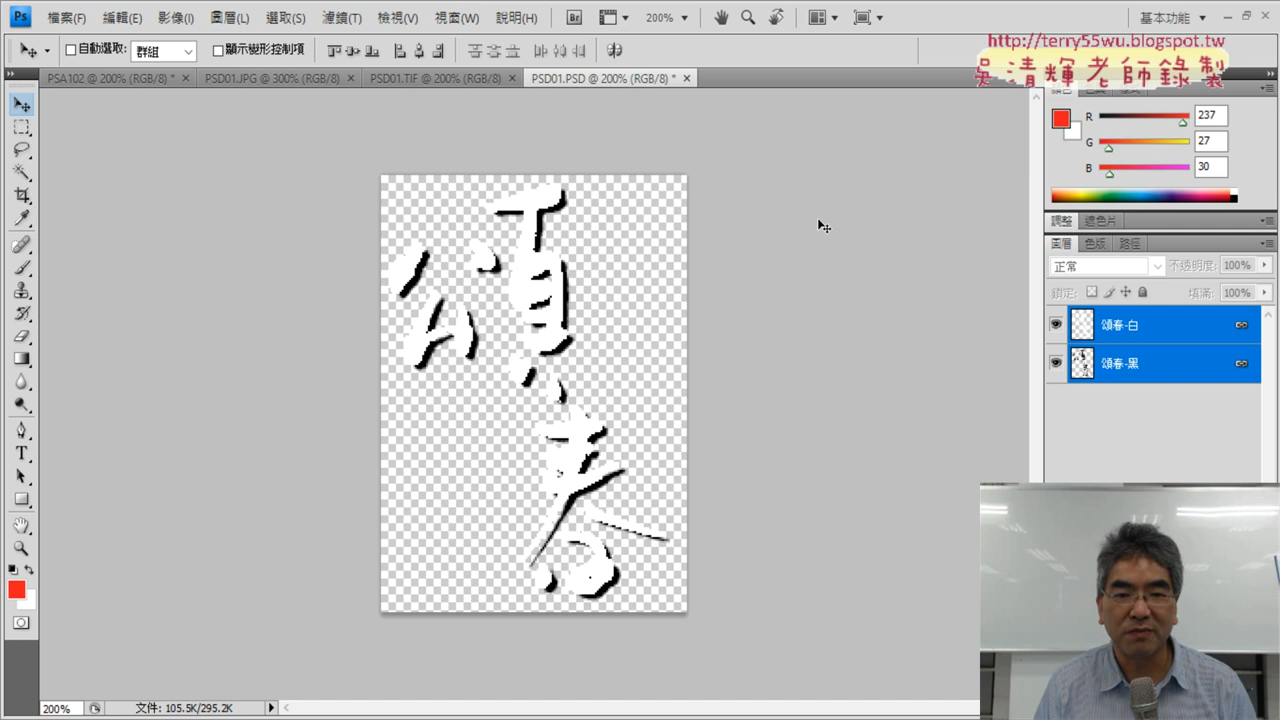 Ps 檔案(F) 編輯(E) 影像(I) 圖層(L) 選取(S) 濾鏡(T) 檢視(V) 視窗(W) 說明(H) Br 200% 基本功能
自動選取: 群組 顯示變形控制項
http://terry55wu.blogspot.tw
吳清輝老師錄製
PSA102 @ 200% (RGB/8) * PSD01.JPG @ 300% (RGB/8) PSD01.TIF @ 200% (RGB/8) PSD01.PSD @ 200% (RGB/8) *
R 237
G 27
B 30
調整 遮色片
圖層 色版 路徑
正常 不透明度: 100%
鎖定: 填滿: 100%
頌春-白
頌春-黑
頌春
200% 文件: 105.5K/295.2K